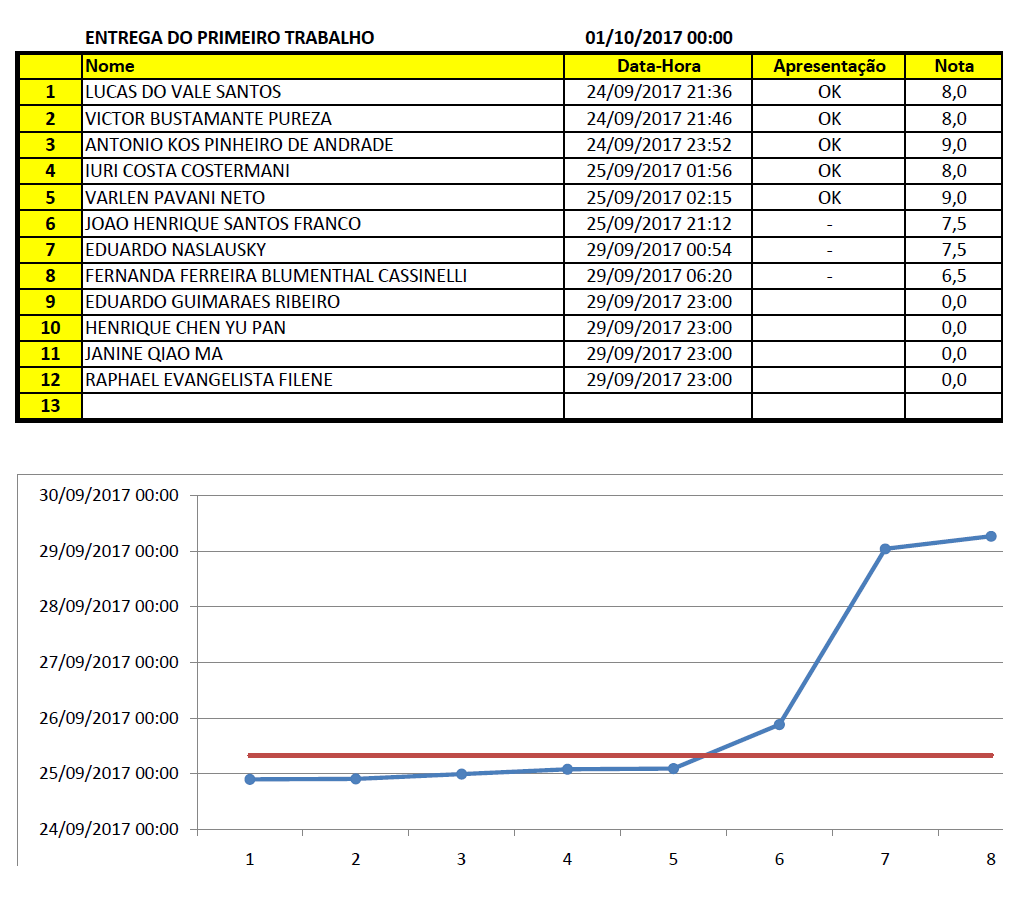 ENTREGA DO PRIMEIRO TRABALHO 01/10/2017 00:00
Nome Data-Hora Apresentação Nota
1 LUCAS DO VALE SANTOS 24/09/2017 21:36 OK 8,0
2 VICTOR BUSTAMANTE PUREZA 24/09/2017 21:46 OK 8,0
3 ANTONIO KOS PINHEIRO DE ANDRADE 24/09/2017 23:52 OK 9,0
4 IURI COSTA COSTERMANI 25/09/2017 01:56 OK 8,0
5 VARLEN PAVANI NETO 25/09/2017 02:15 OK 9,0
6 JOAO HENRIQUE SANTOS FRANCO 25/09/2017 21:12 - 7,5
7 EDUARDO NASLAUSKY 29/09/2017 00:54 - 7,5
8 FERNANDA FERREIRA BLUMENTHAL CASSINELLI 29/09/2017 06:20 - 6,5
9 EDUARDO GUIMARAES RIBEIRO 29/09/2017 23:00 0,0
10 HENRIQUE CHEN YU PAN 29/09/2017 23:00 0,0
11 JANINE QIAO MA 29/09/2017 23:00 0,0
12 RAPHAEL EVANGELISTA FILENE 29/09/2017 23:00 0,0
13
30/09/2017 00:00
29/09/2017 00:00
28/09/2017 00:00
27/09/2017 00:00
26/09/2017 00:00
25/09/2017 00:00
24/09/2017 00:00
1 2 3 4 5 6 7 8